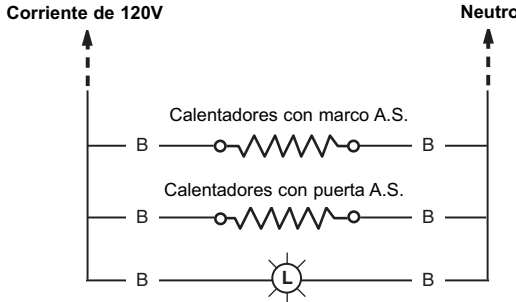 Corriente de 120V Neutro
Calentadores con marco A.S.
B B
Calentadores con puerta A.S.
B B
B L B